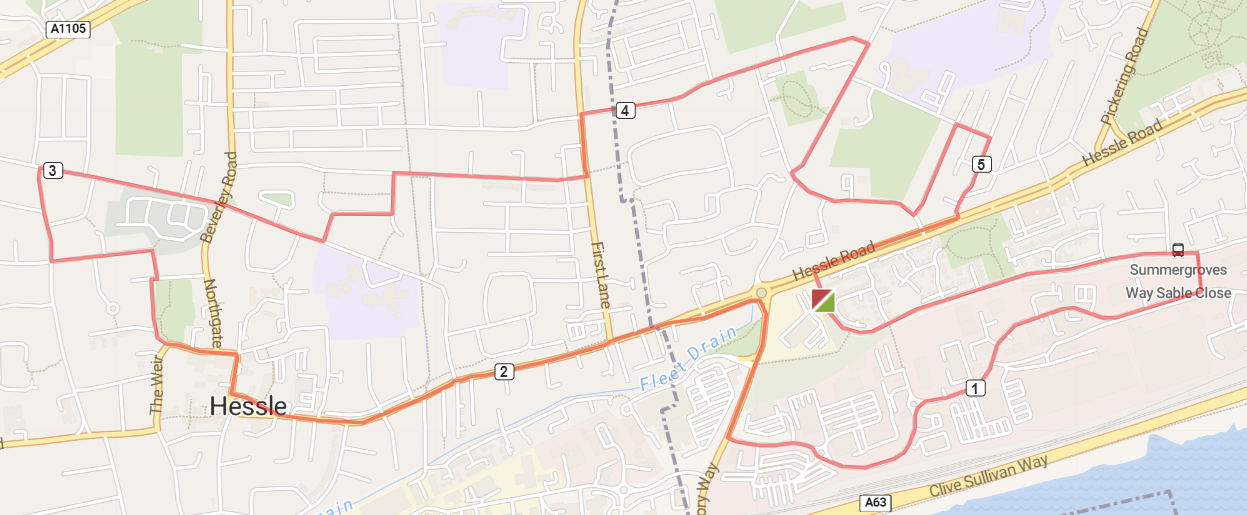 A1105
4
Pickering Road
Hessle Road
3
5
Beverley Road
First Lane
Hessle Road
Summergroves
Way Sable Close
Northgate
Fleet Drain
The Weir
2
1
Hessle
ory Way
Clive Sullivan Way
A63
rain
d